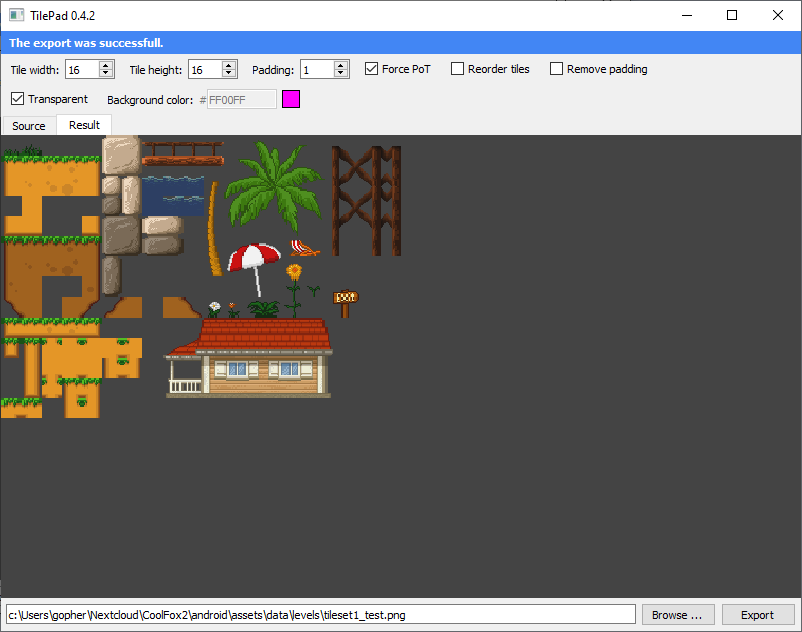 TilePad 0.4.2
The export was successfull.
Tile width: 16 Tile height: 16 Padding: 1 Force PoT Reorder tiles Remove padding
Transparent Background color: # FF00FF
Source Result
EXIT
c:\Users\gopher\Nextcloud\CoolFox2\android\assets\data\levels\tileset1_test.png Browse ... Export